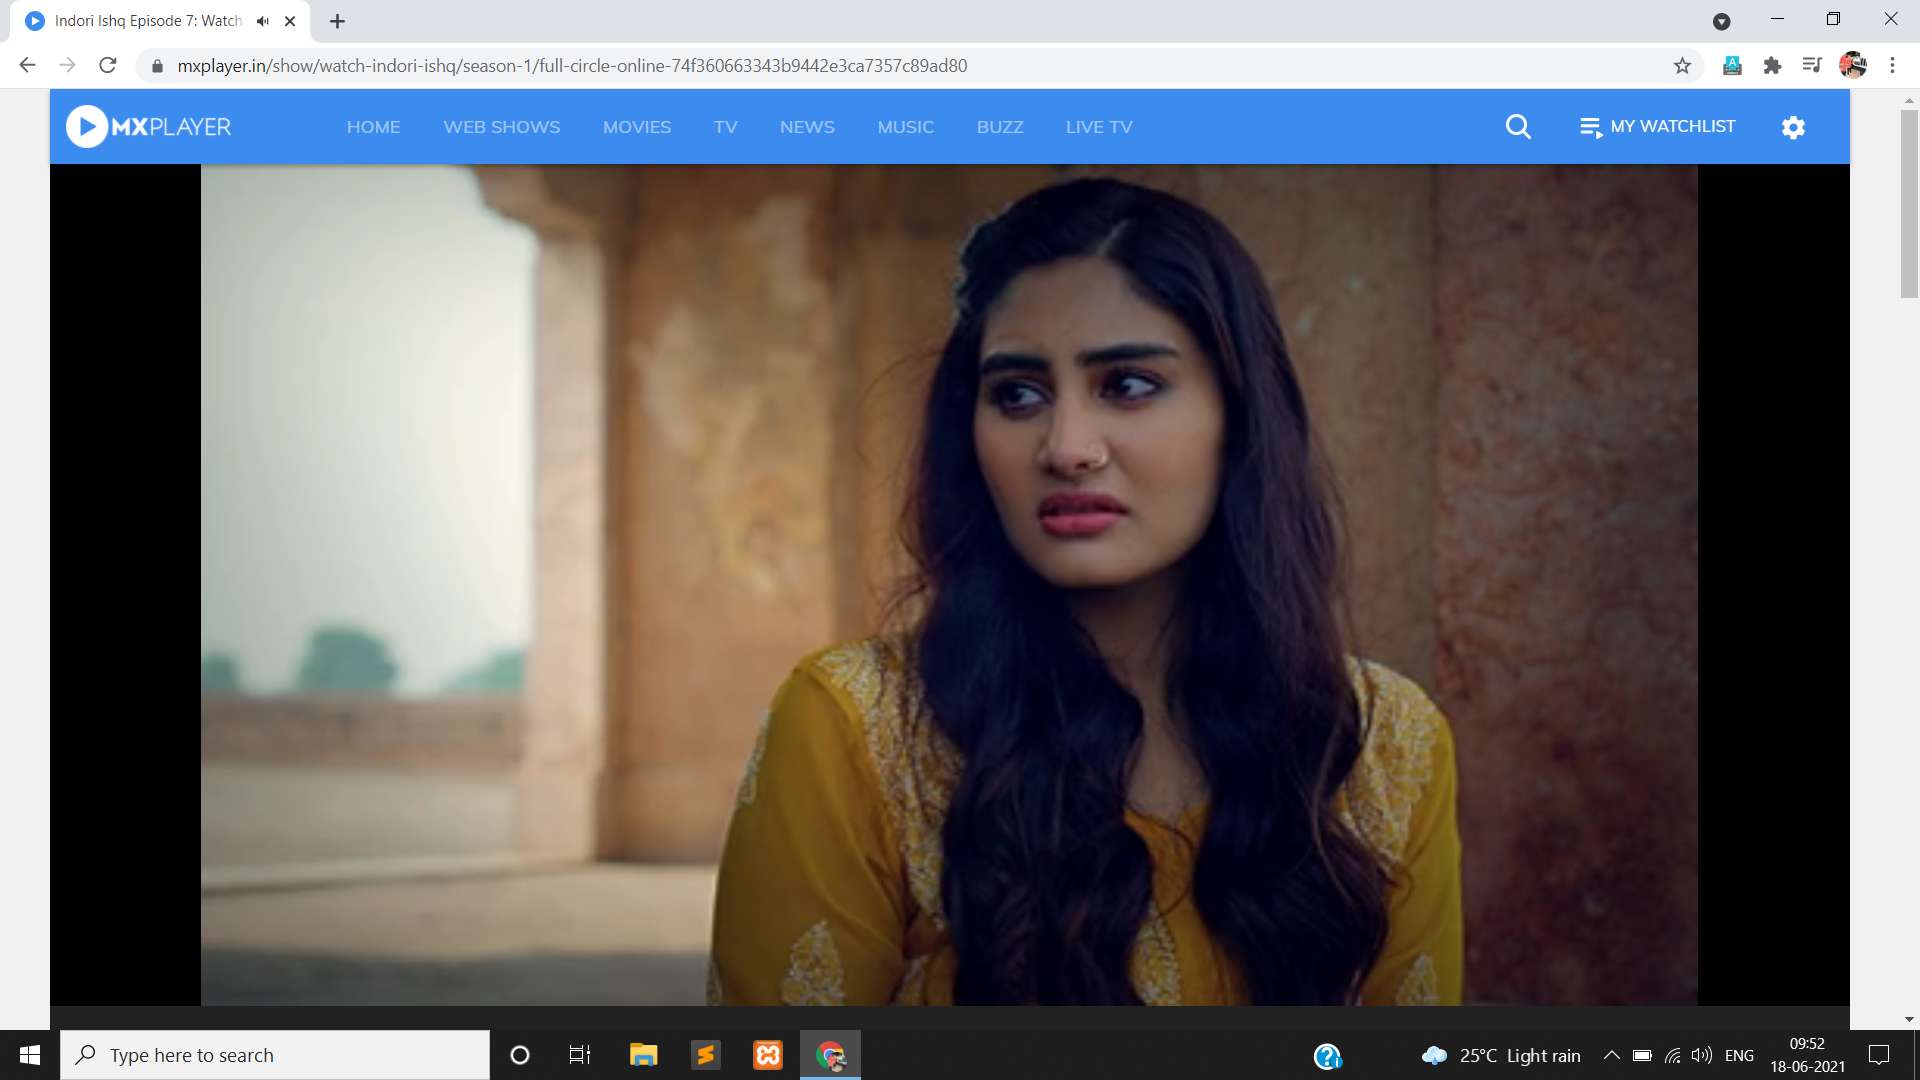 Indori Ishq Episode 7: Watch
mxplayer.in/show/watch-indori-ishq/season-1/full-circle-online-74f360663343b9442e3ca7357c89ad80
MXPLAYER HOME WEB SHOWS MOVIES TV NEWS MUSIC BUZZ LIVE TV MY WATCHLIST
Type here to search
25°C Light rain
ENG
09:52
18-06-2021